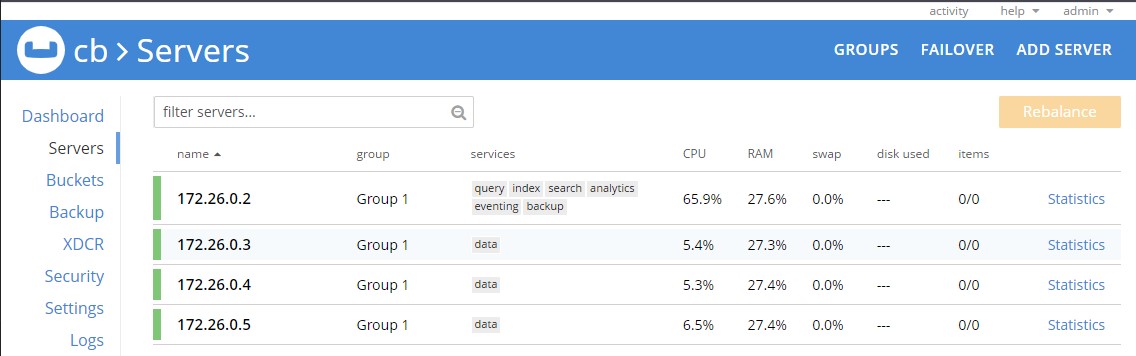 activity help admin
cb > Servers GROUPS FAILOVER ADD SERVER
Dashboard
Servers
Buckets
Backup
XDCR
Security
Settings
Logs
filter servers... Rebalance
name group services CPU RAM swap disk used items
172.26.0.2 Group 1 query index search analytics 65.9% 27.6% 0.0% --- 0/0 Statistics
eventing backup
172.26.0.3 Group 1 data 5.4% 27.3% 0.0% --- 0/0 Statistics
172.26.0.4 Group 1 data 5.3% 27.4% 0.0% --- 0/0 Statistics
172.26.0.5 Group 1 data 6.5% 27.4% 0.0% --- 0/0 Statistics